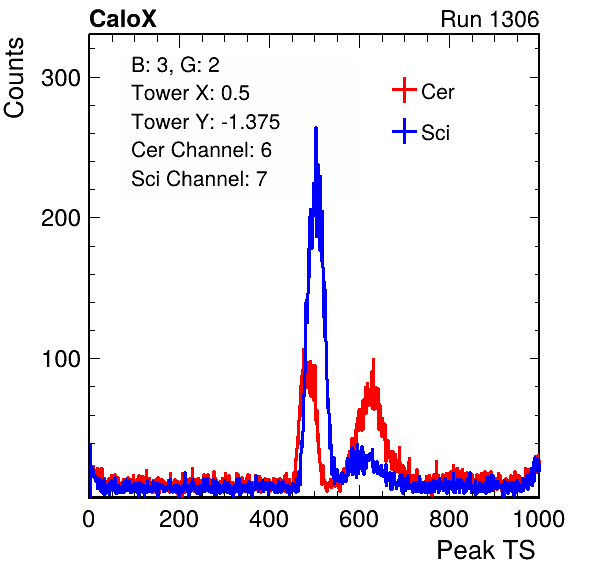 CaloX
Run 1306
Counts
B: 3, G: 2
Tower X: 0.5
Tower Y: -1.375
Cer Channel: 6
Sci Channel: 7
Cer
Sci
300
200
100
0 200 400 600 800 1000
Peak TS